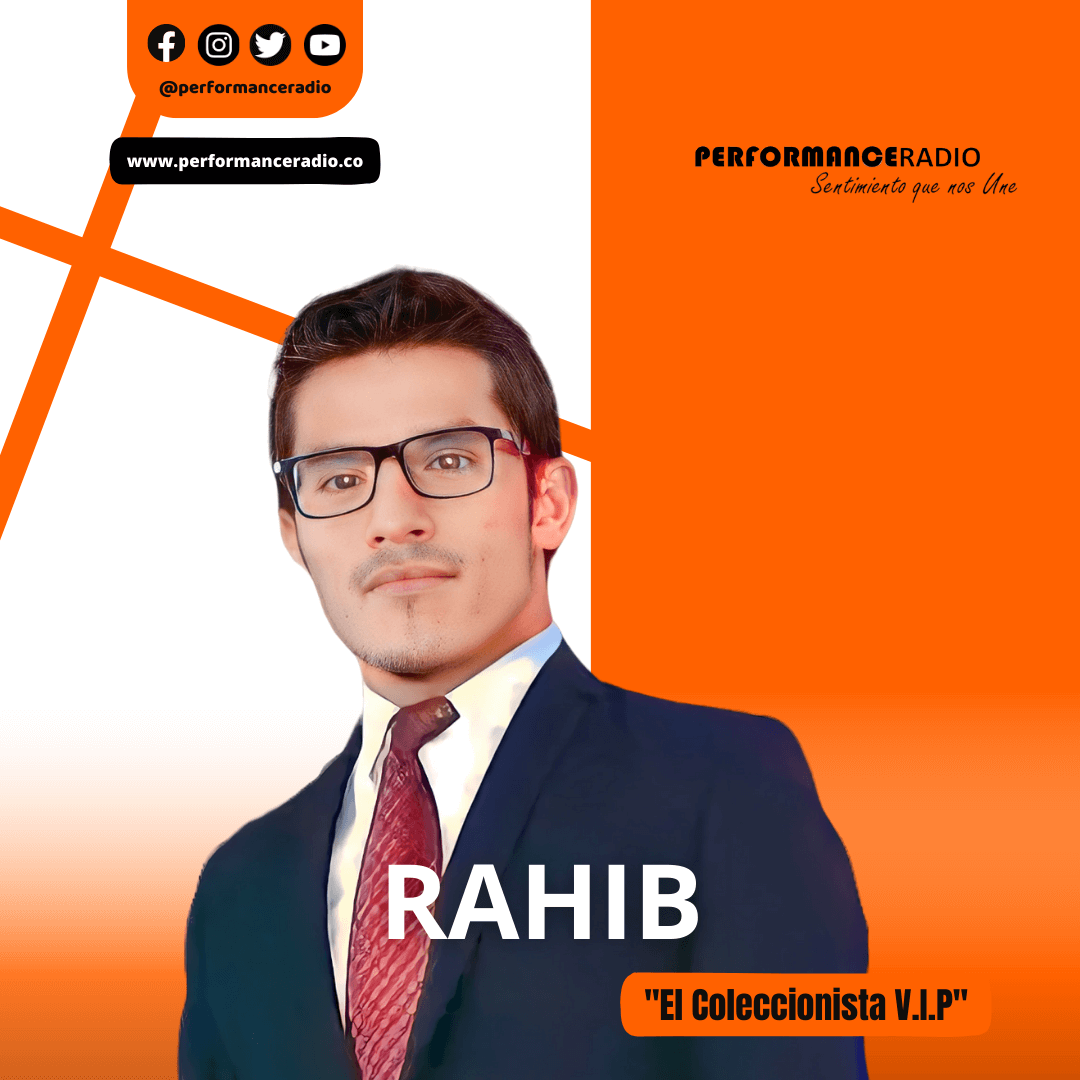 @performanceradio
www.performanceradio.co
PERFORMANCERADIO
Sentimiento que nos Une
RAHIB
"El Coleccionista V.I.P"